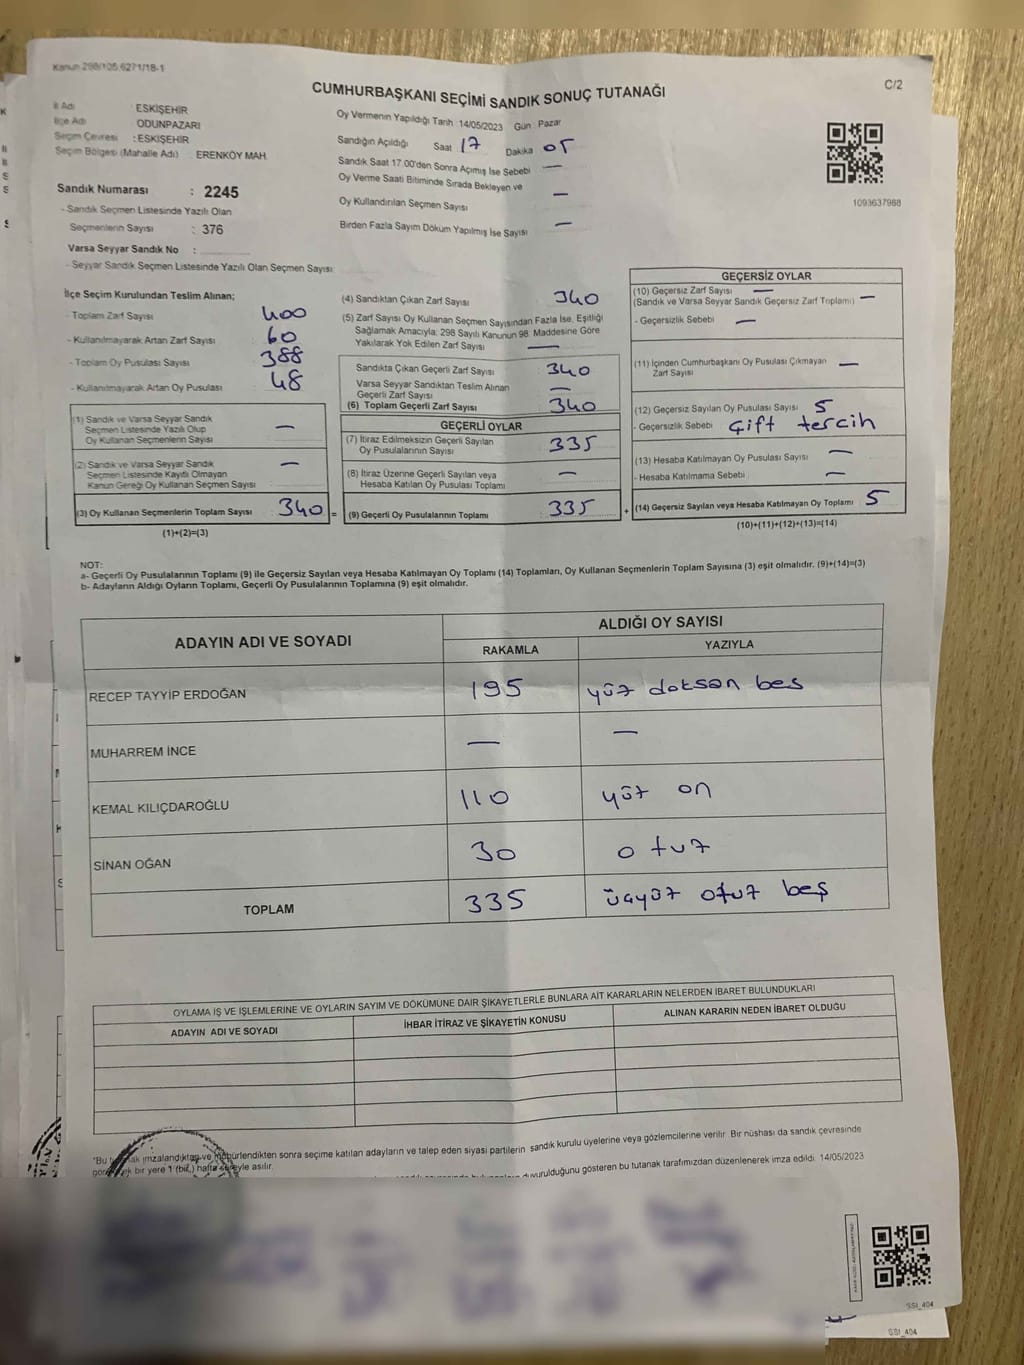 Kanun 298/105.6271/18-1
C/2
CUMHURBAŞKANI SEÇİMİ SANDIK SONUÇ TUTANAĞI
İl Adı : ESKİŞEHİR
İlçe Adı : ODUNPAZARI
Seçim Çevresi : ESKİŞEHİR
Seçim Bölgesi (Mahalle Adı) : ERENKÖY MAH.
Sandık Numarası : 2245
- Sandık Seçmen Listesinde Yazılı Olan
Seçmenlerin Sayısı : 376
Varsa Seyyar Sandık No :
- Seyyar Sandık Seçmen Listesinde Yazılı Olan Seçmen Sayısı:
Oy Vermenin Yapıldığı Tarih :14/05/2023 Gün : Pazar
Sandığın Açıldığı Saat 17 Dakika 05
Sandık Saat 17.00'den Sonra Açımış İse Sebebi —
Oy Verme Saati Bitiminde Sırada Bekleyen ve
Oy Kullandırılan Seçmen Sayısı —
Birden Fazla Sayım Döküm Yapılmış İse Sayısı —
1093637988
İlçe Seçim Kurulundan Teslim Alınan;
- Toplam Zarf Sayısı 400
- Kullanılmayarak Artan Zarf Sayısı 60
- Toplam Oy Pusulası Sayısı 388
- Kullanılmayarak Artan Oy Pusulası 48
(1) Sandık ve Varsa Seyyar Sandık
Seçmen Listesinde Yazılı Olup
Oy Kullanan Seçmenlerin Sayısı —
(2) Sandık ve Varsa Seyyar Sandık
Seçmen Listesinde Kayıtlı Olmayan
Kanun Gereği Oy Kullanan Seçmen Sayısı —
(3) Oy Kullanan Seçmenlerin Toplam Sayısı 340 =
(1)+(2)=(3)
(4) Sandıktan Çıkan Zarf Sayısı 340
(5) Zarf Sayısı Oy Kullanan Seçmen Sayısından Fazla İse, Eşitliği
Sağlamak Amacıyla; 298 Sayılı Kanunun 98. Maddesine Göre
Yakılarak Yok Edilen Zarf Sayısı —
Sandıkta Çıkan Geçerli Zarf Sayısı 340
Varsa Seyyar Sandıktan Teslim Alınan
Geçerli Zarf Sayısı —
(6) Toplam Geçerli Zarf Sayısı 340
GEÇERLİ OYLAR
(7) İtiraz Edilmeksizin Geçerli Sayılan
Oy Pusulalarının Sayısı 335
(8) İtiraz Üzerine Geçerli Sayılan veya
Hesaba Katılan Oy Pusulası Toplamı —
(9) Geçerli Oy Pusulalarının Toplamı 335 +
GEÇERSİZ OYLAR
(10) Geçersiz Zarf Sayısı —
(Sandık ve Varsa Seyyar Sandık Geçersiz Zarf Toplamı) —
- Geçersizlik Sebebi —
(11) İçinden Cumhurbaşkanı Oy Pusulası Çıkmayan
Zarf Sayısı —
(12) Geçersiz Sayılan Oy Pusulası Sayısı 5
- Geçersizlik Sebebi Çift tercih
(13) Hesaba Katılmayan Oy Pusulası Sayısı —
- Hesaba Katılmama Sebebi —
(14) Geçersiz Sayılan veya Hesaba Katılmayan Oy Toplamı 5
(10)+(11)+(12)+(13)=(14)
NOT:
a- Geçerli Oy Pusulalarının Toplamı (9) ile Geçersiz Sayılan veya Hesaba Katılmayan Oy Toplamı (14) Toplamları, Oy Kullanan Seçmenlerin Toplam Sayısına (3) eşit olmalıdır. (9)+(14)=(3)
b- Adayların Aldığı Oyların Toplamı, Geçerli Oy Pusulalarının Toplamına (9) eşit olmalıdır.
ADAYIN ADI VE SOYADI
ALDIĞI OY SAYISI
RAKAMLA YAZIYLA
RECEP TAYYİP ERDOĞAN 195 yüz doksan bes
MUHARREM İNCE — —
KEMAL KILIÇDAROĞLU 110 yüz on
SİNAN OĞAN 30 otuz
TOPLAM 335 üçyüz otuz beş
OYLAMA İŞ VE İŞLEMLERİNE VE OYLARIN SAYIM VE DÖKÜMÜNE DAİR ŞİKAYETLERLE BUNLARA AİT KARARLARIN NELERDEN İBARET BULUNDUKLARI
ADAYIN ADI VE SOYADI İHBAR İTİRAZ VE ŞİKAYETİN KONUSU ALINAN KARARIN NEDEN İBARET OLDUĞU
*Bu imzalandıktan ve mühürlendikten sonra seçime katılan adayların ve talep eden siyasi partilerin sandık kurulu üyelerine veya gözlemcilerine verilir. Bir nüshası da sandık çevresinde
bir yere 1 (bir) hafta süreyle asılır.
duyurulduğunu gösteren bu tutanak tarafımızdan düzenlenerek imza edildi. 14/05/2023
SSI_404
SSI_404